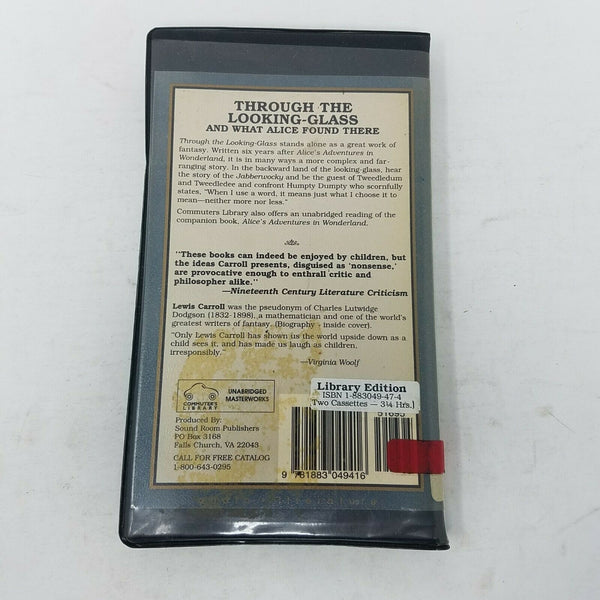 THROUGH THE
LOOKING-GLASS
AND WHAT ALICE FOUND THERE
Through the Looking-Glass stands alone as a great work of
fantasy. Written six years after Alice's Adventures in
Wonderland, it is in many ways a more complex and far-
ranging story. In the backward land of the looking-glass, hear
the story of the Jabberwocky and be the guest of Tweedledum
and Tweedledee and confront Humpty Dumpty who scornfully
states, "When I use a word, it means just what I choose it to
mean—neither more nor less."
Commuters Library also offers an unabridged reading of the
companion book, Alice's Adventures in Wonderland.
"These books can indeed be enjoyed by children, but
the ideas Carroll presents, disguised as 'nonsense,'
are provocative enough to enthrall critic and
philosopher alike."
—Nineteenth Century Literature Criticism
Lewis Carroll was the pseudonym of Charles Lutwidge
Dodgson (1832-1898), a mathematician and one of the world's
greatest writers of fantasy. (Biography - inside cover).
"Only Lewis Carroll has shown us the world upside down as a
child sees it, and has made us laugh as children,
irresponsibly."
—Virginia Woolf
COMMUTER'S
LIBRARY
UNABRIDGED
MASTERWORKS
Library Edition
ISBN 1-883049-47-4
Two Cassettes — 3¼ Hrs.
51695
Produced by:
Sound Room Publishers
PO Box 3168
Falls Church, VA 22043
CALL FOR FREE CATALOG
1-800-643-0295
9 781883 049416